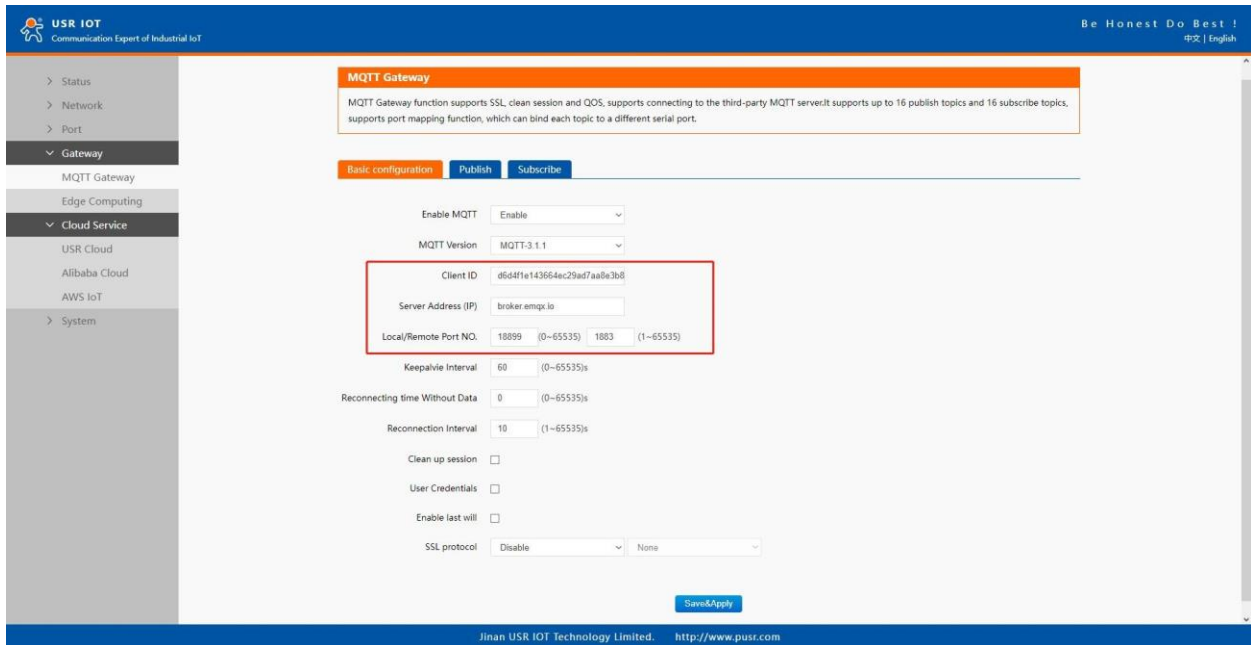 USR IOT
Communication Expert of Industrial IoT
Be Honest Do Best !
中文 | English
Status
Network
Port
Gateway
MQTT Gateway
Edge Computing
Cloud Service
USR Cloud
Alibaba Cloud
AWS IoT
System
MQTT Gateway
MQTT Gateway function supports SSL, clean session and QOS, supports connecting to the third-party MQTT server.It supports up to 16 publish topics and 16 subscribe topics,
supports port mapping function, which can bind each topic to a different serial port.
Basic configuration Publish Subscribe
Enable MQTT Enable
MQTT Version MQTT-3.1.1
Client ID d6d4f1e143664ec29ad7aa8e3b8
Server Address (IP) broker.emqx.io
Local/Remote Port NO. 18899 (0~65535) 1883 (1~65535)
Keepalvie Interval 60 (0~65535)s
Reconnecting time Without Data 0 (0~65535)s
Reconnection Interval 10 (1~65535)s
Clean up session
User Credentials
Enable last will
SSL protocol Disable None
Save&Apply
Jinan USR IOT Technology Limited. http://www.pusr.com